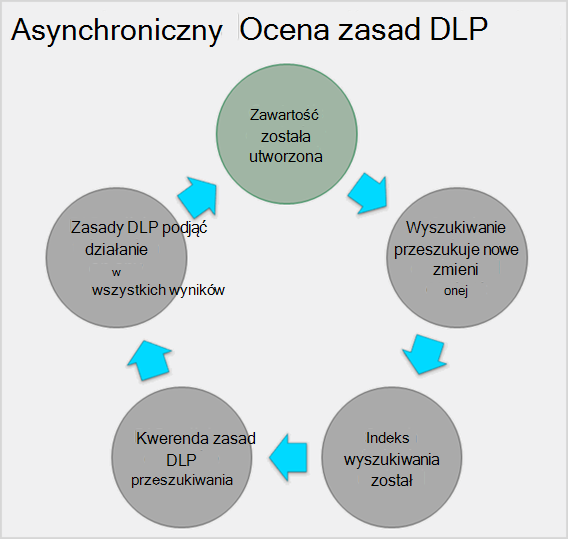 Asynchroniczny Ocena zasad DLP
Zawartość
została
utworzona
Wyszukiwanie
przeszukuje nowe
zmieni
onej
Indeks
wyszukiwania
został
Kwerenda zasad
DLP
przeszukiwania
Zasady DLP podjąć
działanie
w
wszystkich wyników